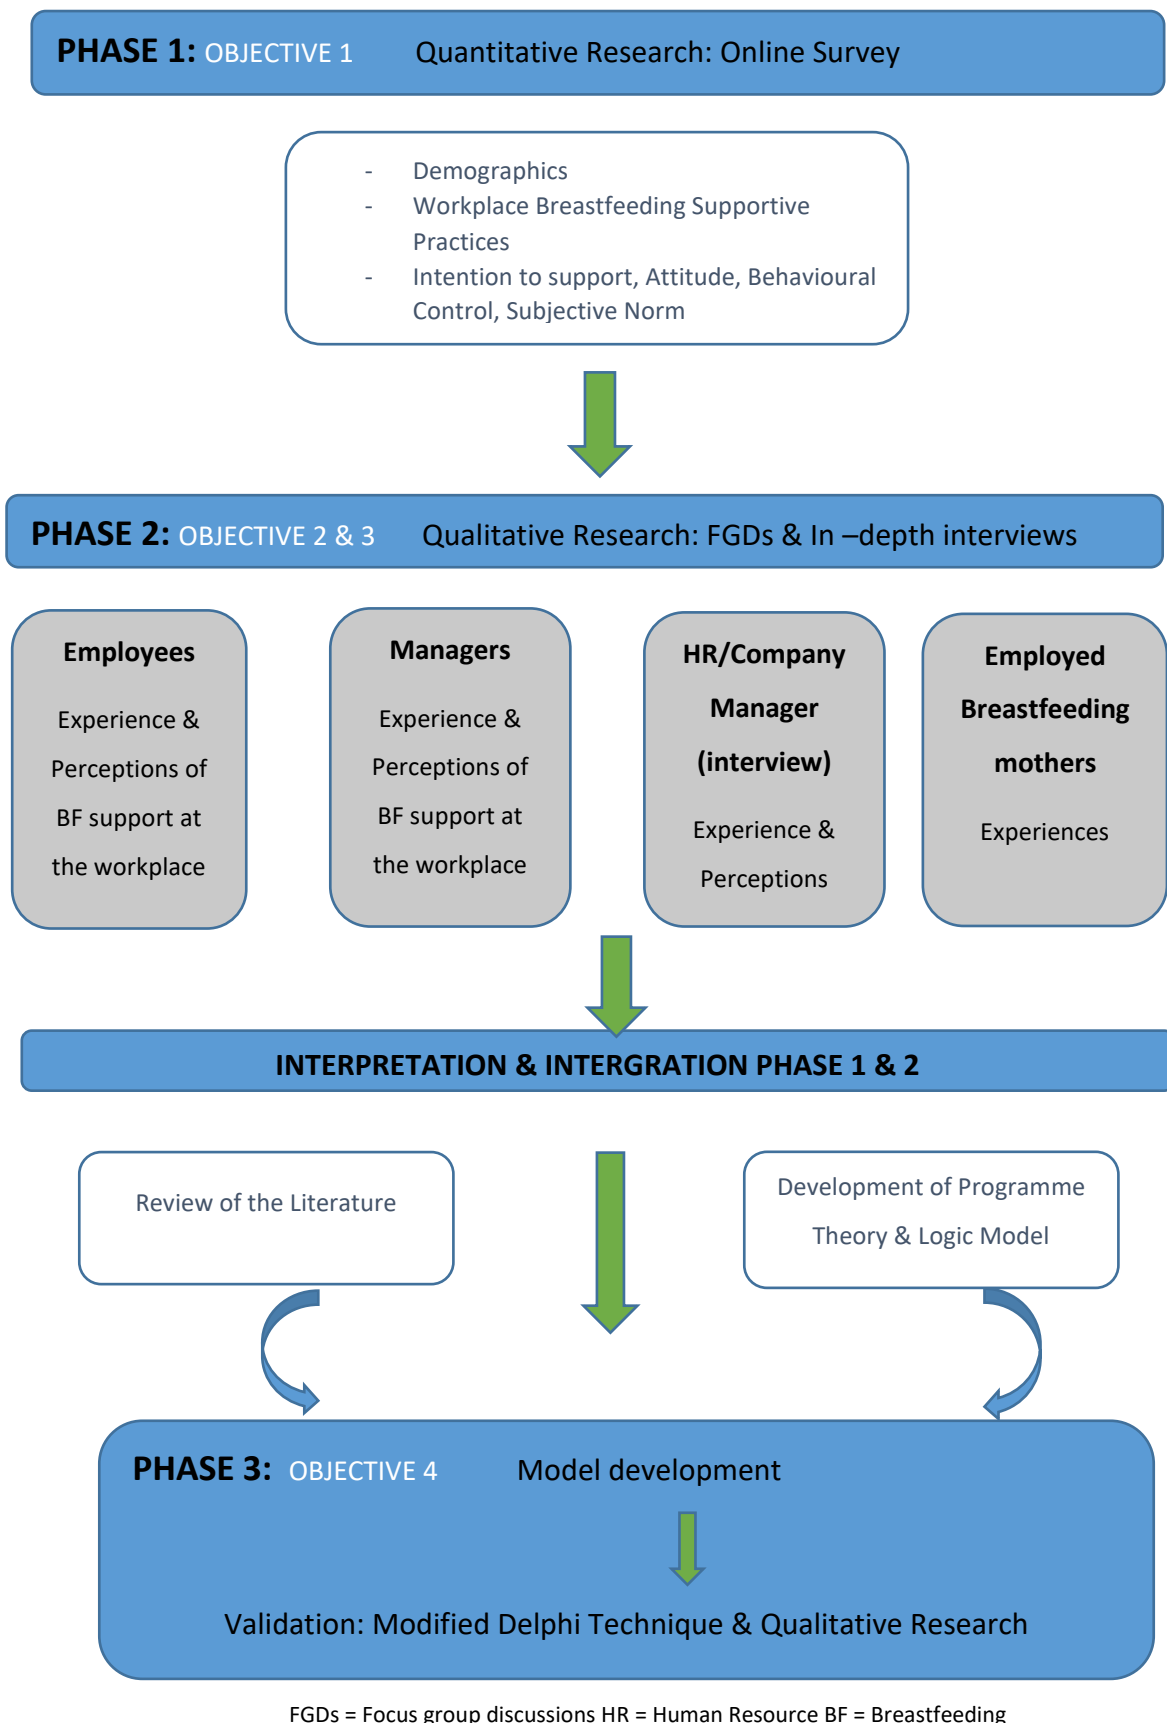 PHASE 1: OBJECTIVE 1 Quantitative Research: Online Survey
- Demographics
- Workplace Breastfeeding Supportive
Practices
- Intention to support, Attitude, Behavioural
Control, Subjective Norm
PHASE 2: OBJECTIVE 2 & 3 Qualitative Research: FGDs & In –depth interviews
Employees
Experience &
Perceptions of
BF support at
the workplace
Managers
Experience &
Perceptions of
BF support at
the workplace
HR/Company
Manager
(interview)
Experience &
Perceptions
Employed
Breastfeeding
mothers
Experiences
INTERPRETATION & INTERGRATION PHASE 1 & 2
Review of the Literature
Development of Programme
Theory & Logic Model
PHASE 3: OBJECTIVE 4 Model development
Validation: Modified Delphi Technique & Qualitative Research
FGDs = Focus group discussions HR = Human Resource BF = Breastfeeding